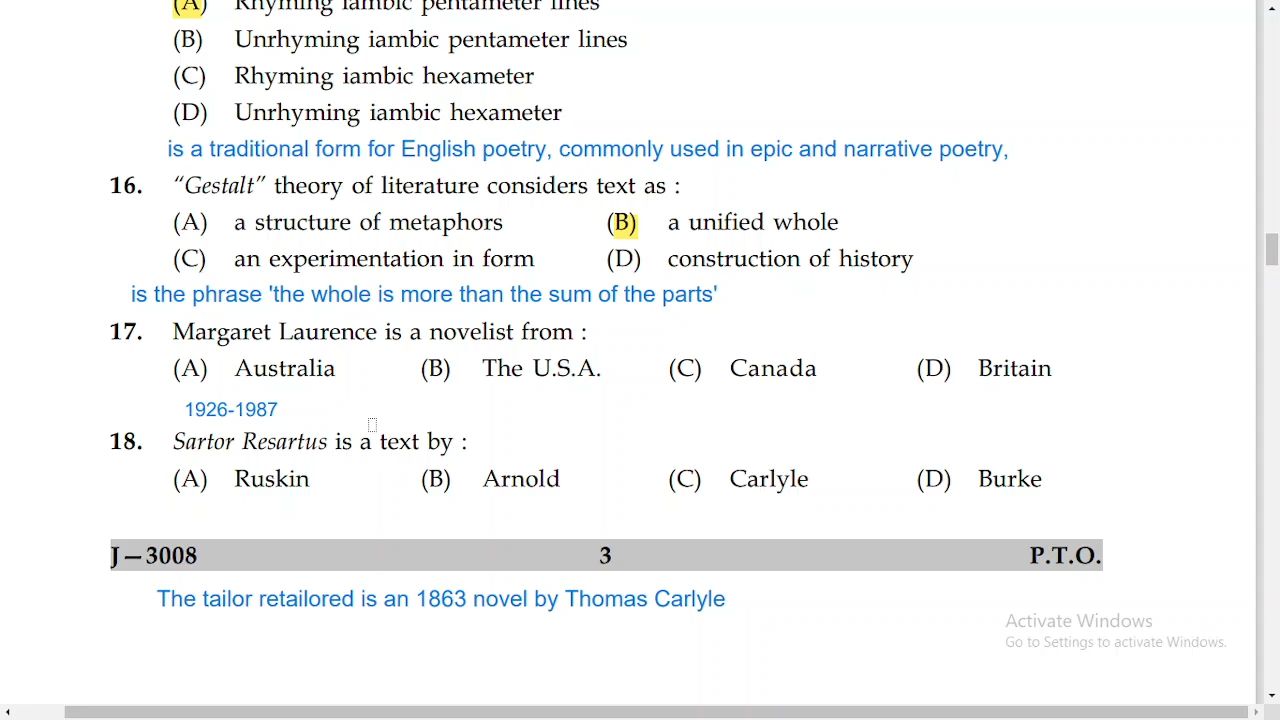 (A) Rhyming iambic pentameter lines
(B) Unrhyming iambic pentameter lines
(C) Rhyming iambic hexameter
(D) Unrhyming iambic hexameter
is a traditional form for English poetry, commonly used in epic and narrative poetry,
16. “Gestalt” theory of literature considers text as :
(A) a structure of metaphors (B) a unified whole
(C) an experimentation in form (D) construction of history
is the phrase 'the whole is more than the sum of the parts'
17. Margaret Laurence is a novelist from :
(A) Australia (B) The U.S.A. (C) Canada (D) Britain
1926-1987
18. Sartor Resartus is a text by :
(A) Ruskin (B) Arnold (C) Carlyle (D) Burke
J – 3008 3 P.T.O.
The tailor retailored is an 1863 novel by Thomas Carlyle
Activate Windows
Go to Settings to activate Windows.